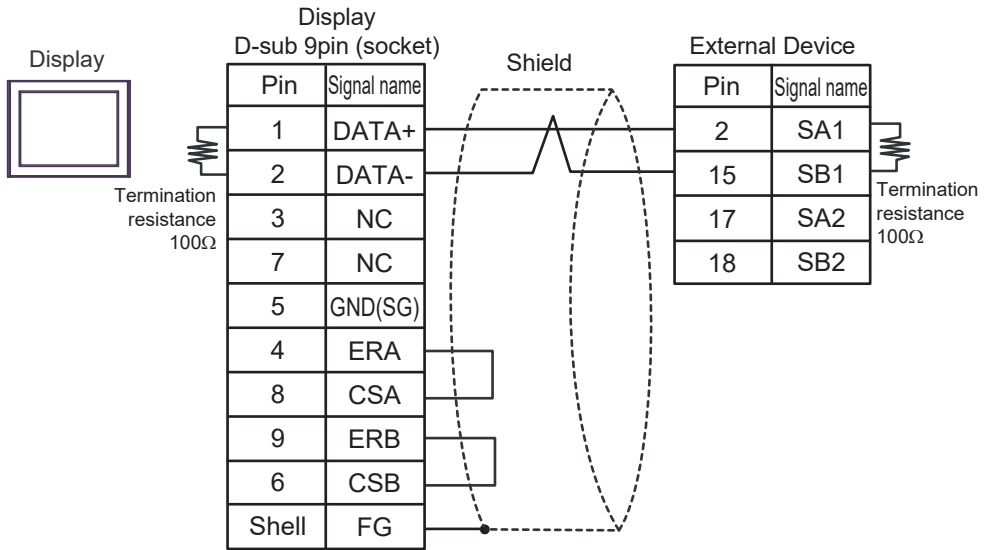 Display
Display
D-sub 9pin (socket)
Shield
External Device
Pin Signal name
1 DATA+
2 DATA-
3 NC
7 NC
5 GND(SG)
4 ERA
8 CSA
9 ERB
6 CSB
Shell FG
Termination
resistance
100Ω
Pin Signal name
2 SA1
15 SB1
17 SA2
18 SB2
Termination
resistance
100Ω